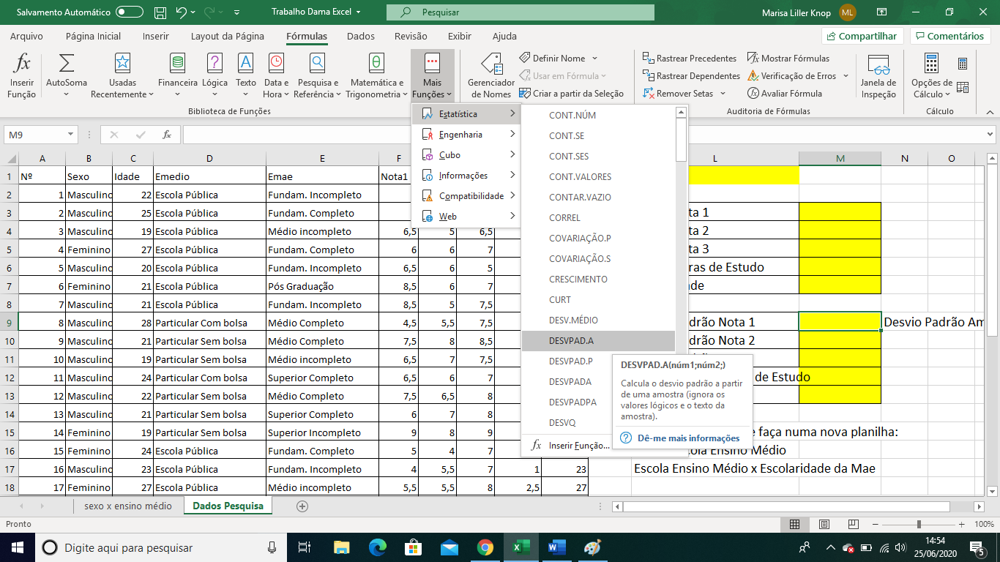 Salvamento Automático
Trabalho Dama Excel
Pesquisar
Marisa Liller Knop
ML
Arquivo Página Inicial Inserir Layout da Página Fórmulas Dados Revisão Exibir Ajuda
Compartilhar
Comentários
Inserir Função
AutoSoma
Usadas Recentemente
Financeira
Lógica
Texto
Data e Hora
Pesquisa e Referência
Matemática e Trigonometria
Mais Funções
Biblioteca de Funções
Gerenciador de Nomes
Definir Nome
Usar em Fórmula
Criar a partir da Seleção
Rastrear Precedentes
Rastrear Dependentes
Remover Setas
Mostrar Fórmulas
Verificação de Erros
Avaliar Fórmula
Auditoria de Fórmulas
Janela de Inspeção
Opções de Cálculo
Cálculo
M9
fx
Estatística
Engenharia
Cubo
Informações
Compatibilidade
Web
CONT.NÚM
CONT.SE
CONT.SES
CONT.VALORES
CONTAR.VAZIO
CORREL
COVARIAÇÃO.P
COVARIAÇÃO.S
CRESCIMENTO
CURT
DESV.MÉDIO
DESVPAD.A
DESVPAD.P
DESVPADA
DESVPADPA
DESVQ
fx Inserir Função...
DESVPAD.A(núm1;núm2;)
Calcula o desvio padrão a partir
de uma amostra (ignora os
valores lógicos e o texto da
amostra).
Dê-me mais informações
A B C D E F L M N O
1 Nº Sexo Idade Emedio Emae Nota1
2 1 Masculino 22 Escola Pública Fundam. Incompleto
3 2 Masculino 25 Escola Pública Fundam. Completo ta 1
4 3 Masculino 19 Escola Pública Médio incompleto 6,5 5 6,5 ta 2
5 4 Feminino 27 Escola Pública Fundam. Completo 6 6 7 ta 3
6 5 Masculino 20 Escola Pública Fundam. Incompleto 6,5 6 5 ras de Estudo
7 6 Feminino 21 Escola Pública Pós Graduação 8,5 6 7 de
8 7 Masculino 21 Escola Pública Fundam. Incompleto 8,5 5 7,5
9 8 Masculino 28 Particular Com bolsa Médio Completo 4,5 5,5 7,5 drão Nota 1 Desvio Padrão Am
10 9 Masculino 21 Particular Sem bolsa Médio Completo 7,5 8 8,5 drão Nota 2
11 10 Masculino 19 Particular Sem bolsa Médio incompleto 6,5 7 7,5
12 11 Masculino 24 Particular Com bolsa Superior Completo 6,5 6 7 de Estudo
13 12 Masculino 22 Particular Sem bolsa Médio Completo 7,5 6,5 8
14 13 Masculino 21 Particular Sem bolsa Superior Completo 6 7 8
15 14 Feminino 19 Particular Sem bolsa Superior Incompleto 9 8 9 e faça numa nova planilha:
16 15 Feminino 24 Escola Pública Fundam. Completo 5 4 7 cola Ensino Médio
17 16 Masculino 23 Escola Pública Fundam. Incompleto 4 5,5 7 1 23 Escola Ensino Médio x Escolaridade da Mae
18 17 Feminino 27 Escola Pública Médio incompleto 5,5 5,5 8 2,5 27
sexo x ensino médio Dados Pesquisa
Pronto
100%
Digite aqui para pesquisar
14:54
25/06/2020
5